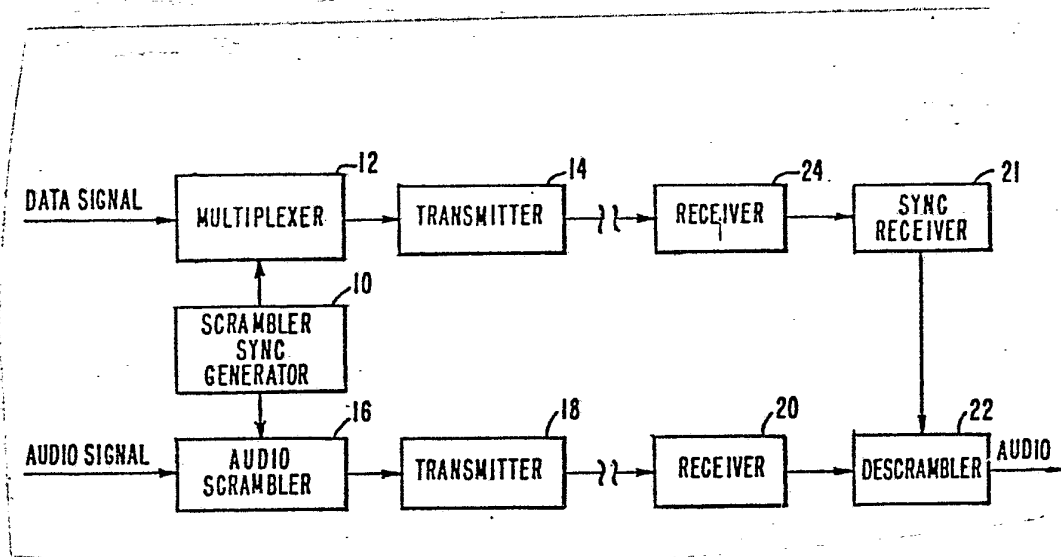 12
14
24
21
DATA SIGNAL
MULTIPLEXER
TRANSMITTER
RECEIVER
SYNC
RECEIVER
10
SCRAMBLER
SYNC
GENERATOR
16
18
20
22
AUDIO SIGNAL
AUDIO
SCRAMBLER
TRANSMITTER
RECEIVER
DESCRAMBLER
AUDIO